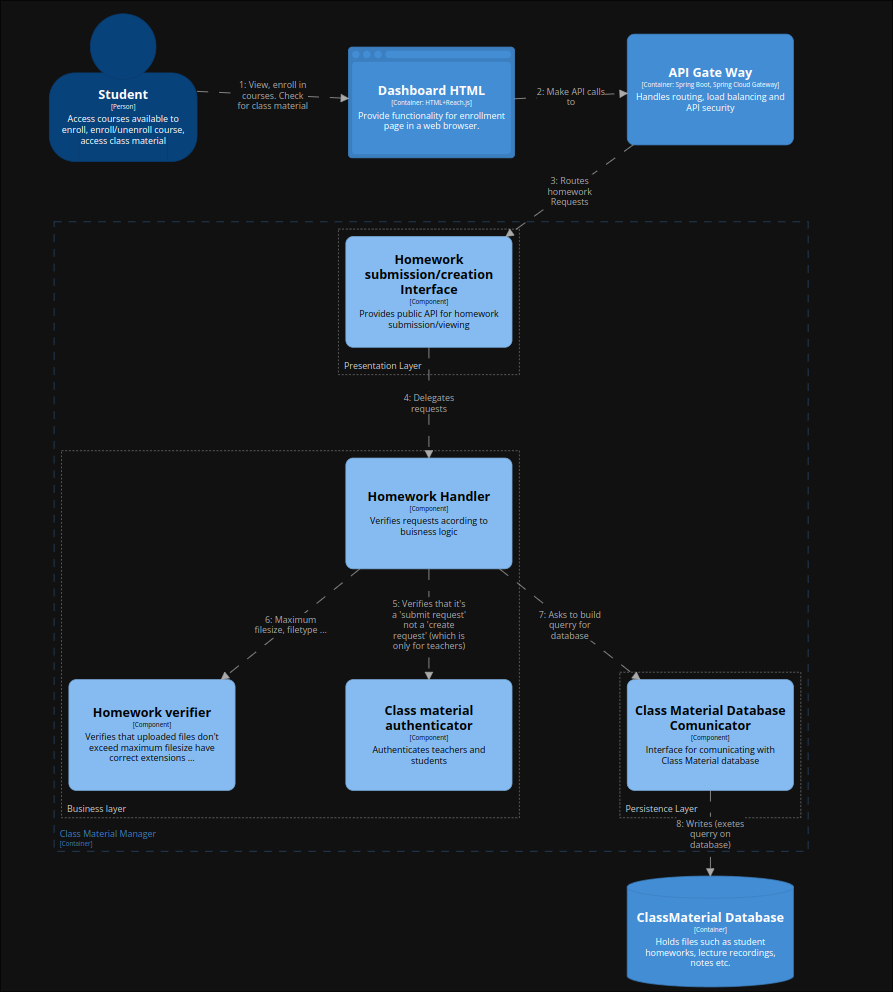 Student
[Person]
Access courses available to
enroll, enroll/unenroll course,
access class material
1: View, enroll in
courses. Check
for class material
Dashboard HTML
[Container: HTML+Reach.js]
Provide functionality for enrollment
page in a web browser.
2: Make API calls
to
API Gate Way
[Container: Spring Boot, Spring Cloud Gateway]
Handles routing, load balancing and
API security
3: Routes
homework
Requests
Homework
submission/creation
Interface
[Component]
Provides public API for homework
submission/viewing
Presentation Layer
4: Delegates
requests
Homework Handler
[Component]
Verifies requests acording to
buisness logic
6: Maximum
filesize, filetype ...
5: Verifies that it's
a 'submit request'
not a 'create
request' (which is
only for teachers)
7: Asks to build
querry for
database
Homework verifier
[Component]
Verifies that uploaded files don't
exceed maximum filesize have
correct extensions ...
Class material
authenticator
[Component]
Authenticates teachers and
students
Class Material Database
Comunicator
[Component]
Interface for comunicating with
Class Material database
Business layer
Persistence Layer
8: Writes (exetes
querry on
database)
Class Material Manager
[Container]
ClassMaterial Database
[Container]
Holds files such as student
homeworks, lecture recordings,
notes etc.